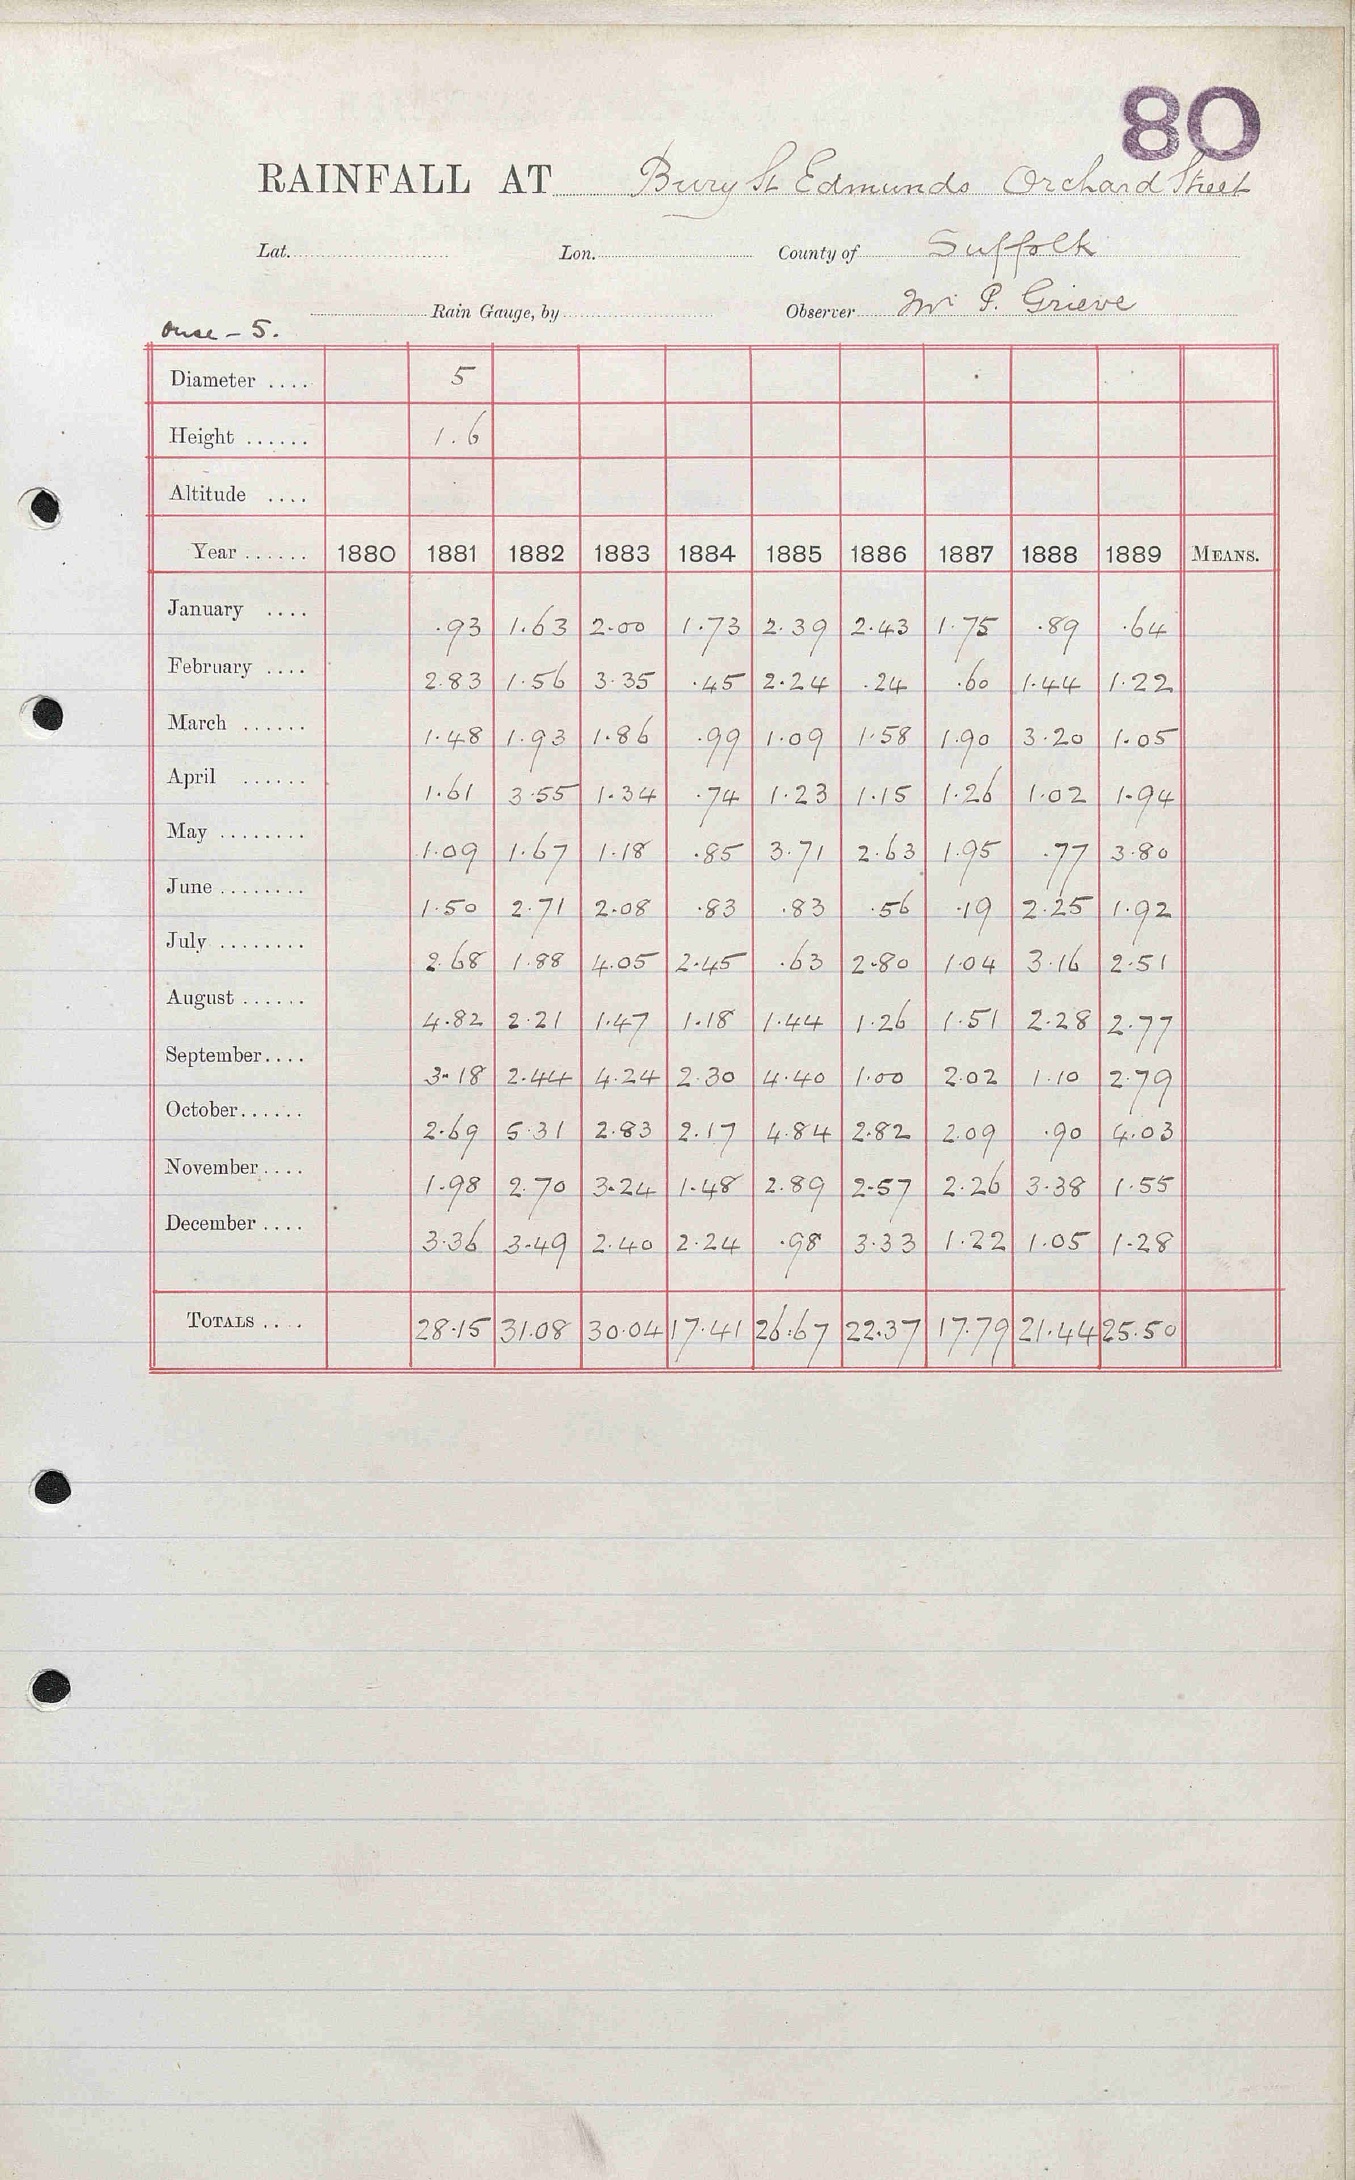 80
RAINFALL AT Bury St Edmunds Orchard Street
Lat. Lon. County of Suffolk
Rain Gauge, by Observer Mr P. Grieve
Ouse - 5.
Diameter .... 5
Height ...... 1.6
Altitude ....
Year ...... 1880 1881 1882 1883 1884 1885 1886 1887 1888 1889 MEANS.
January .... .93 1.63 2.00 1.73 2.39 2.43 1.75 .89 .64
February .... 2.83 1.56 3.35 .45 2.24 .24 .60 1.44 1.22
March ...... 1.48 1.93 1.86 .99 1.09 1.58 1.90 3.20 1.05
April ...... 1.61 3.55 1.34 .74 1.23 1.15 1.26 1.02 1.94
May ........ 1.09 1.67 1.18 .85 3.71 2.63 1.95 .77 3.80
June ........ 1.50 2.71 2.08 .83 .83 .56 .19 2.25 1.92
July ........ 2.68 1.88 4.05 2.45 .63 2.80 1.04 3.16 2.51
August ...... 4.82 2.21 1.47 1.18 1.44 1.26 1.51 2.28 2.77
September.... 3.18 2.44 4.24 2.30 4.40 1.00 2.02 1.10 2.79
October...... 2.69 5.31 2.83 2.17 4.84 2.82 2.09 .90 4.03
November.... 1.98 2.70 3.24 1.48 2.89 2.57 2.26 3.38 1.55
December .... 3.36 3.49 2.40 2.24 .98 3.33 1.22 1.05 1.28
TOTALS .... 28.15 31.08 30.04 17.41 26.67 22.37 17.79 21.44 25.50